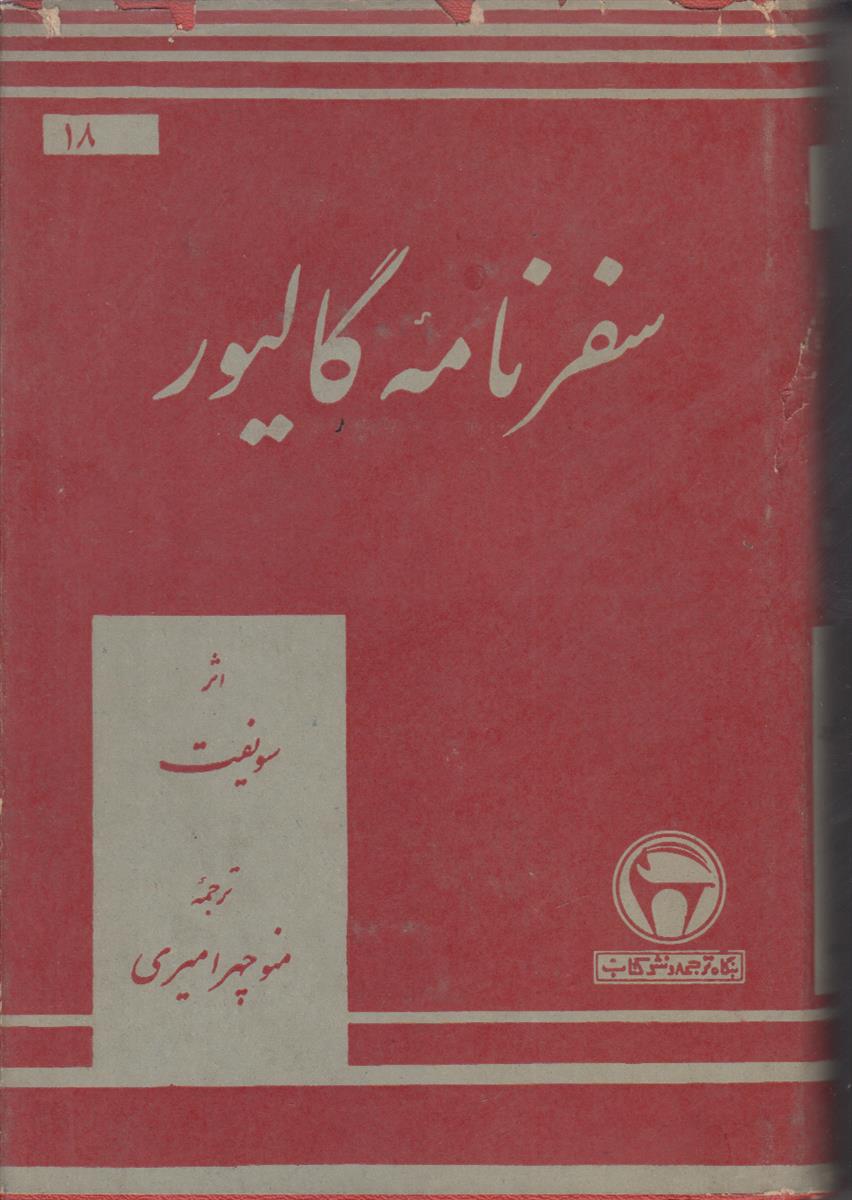 ۱۸
سفرنامهٔ گالیور
اثر
سویفت
ترجمهٔ
منوچهر امیری
بنگاه ترجمه و نشر کتاب